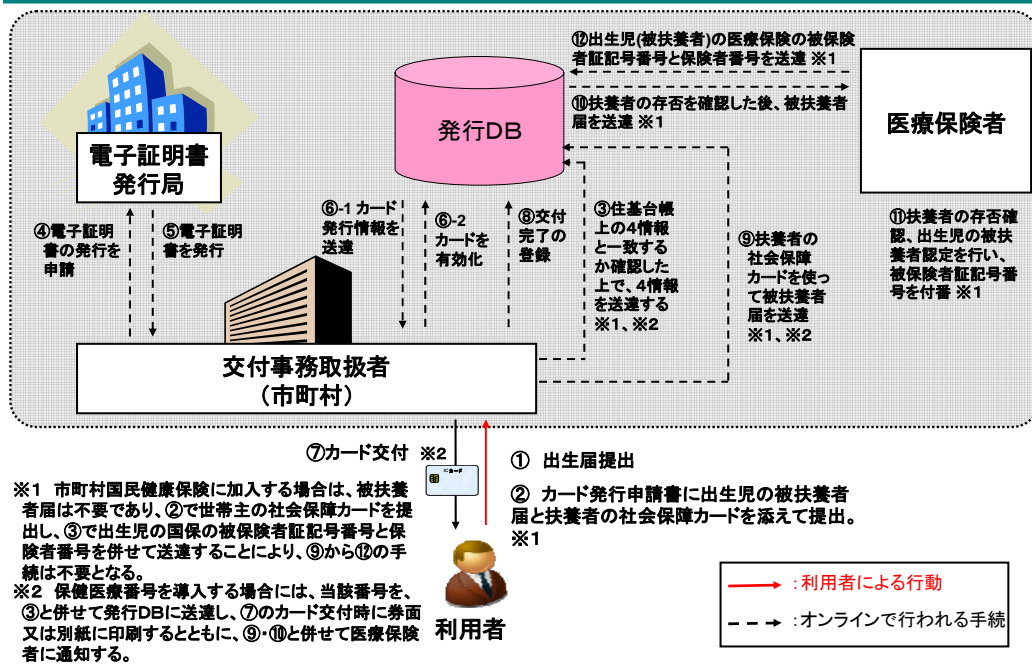 ⑫出生児(被扶養者)の医療保険の被保険
者証記号番号と保険者番号を送達 ※1
⑩扶養者の存否を確認した後、被扶養者
届を送達 ※1
発行DB
医療保険者
電子証明書
発行局
④電子証明
書の発行を
申請
⑤電子証明
書を発行
⑥-1 カード
発行情報を
送達
⑥-2
カードを
有効化
⑧交付
完了の
登録
③住基台帳
上の4情報
と一致する
か確認した
上で、4情報
を送達する
※1、※2
⑨扶養者の
社会保障
カードを使っ
て被扶養者
届を送達
※1、※2
⑪扶養者の存否確
認、出生児の被扶
養者認定を行い、
被保険者証記号番
号を付番 ※1
交付事務取扱者
(市町村)
⑦カード交付 ※2
ICカード
① 出生届提出
② カード発行申請書に出生児の被扶養者
届と扶養者の社会保障カードを添えて提出。
※1
※1 市町村国民健康保険に加入する場合は、被扶養
者届は不要であり、②で世帯主の社会保障カードを提
出し、③で出生児の国保の被保険者証記号番号と保
険者番号を併せて送達することにより、⑨から⑫の手
続は不要となる。
※2 保健医療番号を導入する場合には、当該番号を、
③と併せて発行DBに送達し、⑦のカード交付時に券面
又は別紙に印刷するとともに、⑨・⑩と併せて医療保険
者に通知する。
利用者
:利用者による行動
:オンラインで行われる手続